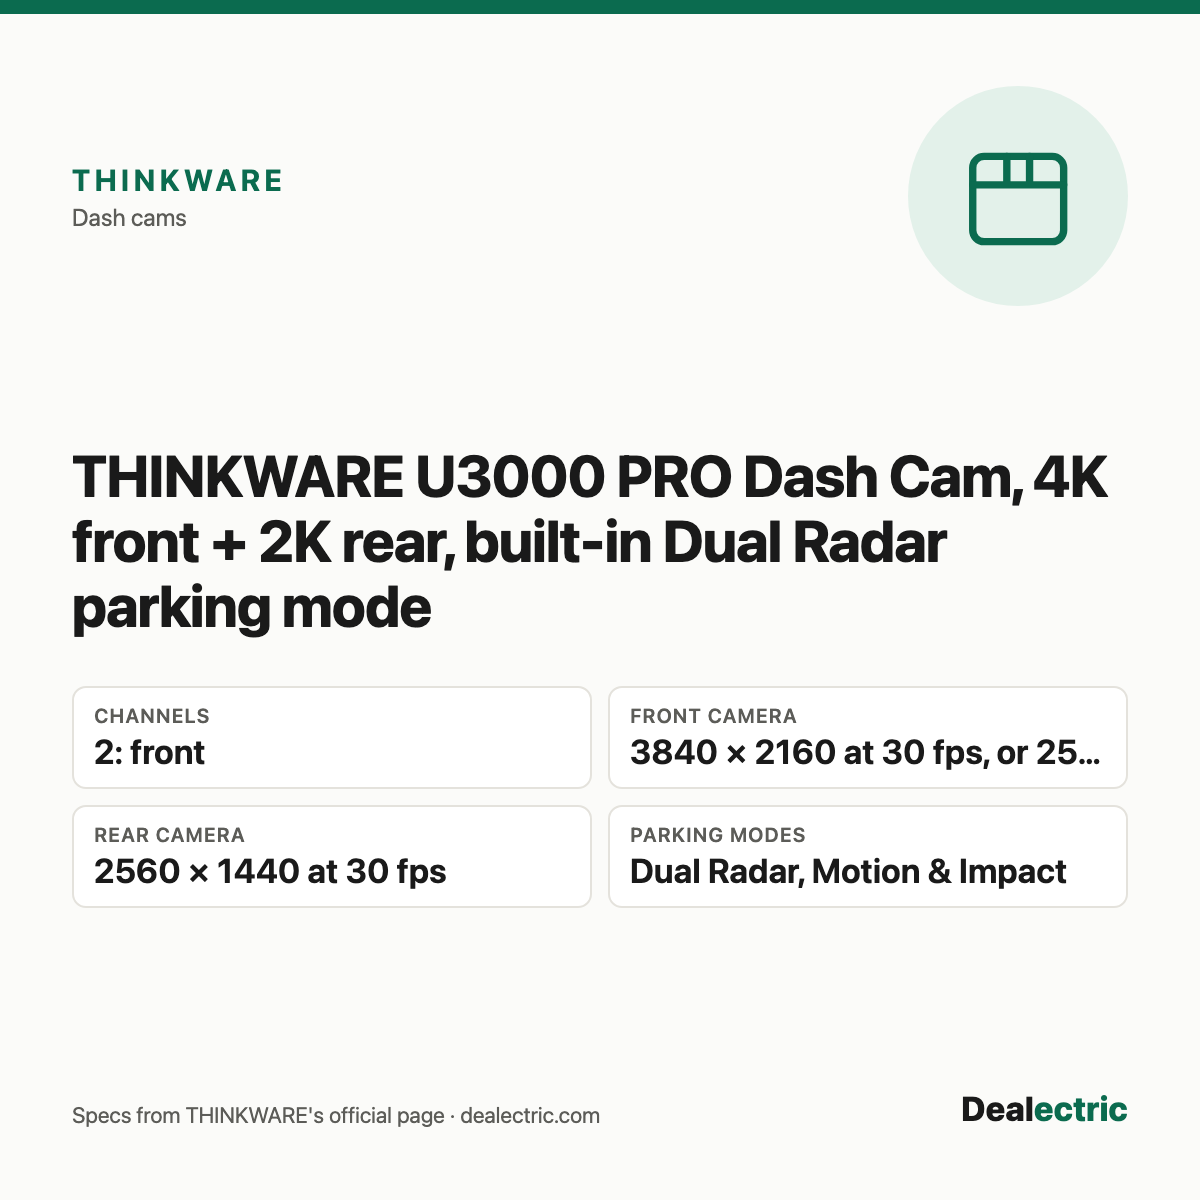 THINKWARE
Dash cams
THINKWARE U3000 PRO Dash Cam, 4K
front + 2K rear, built-in Dual Radar
parking mode
CHANNELS
2: front
FRONT CAMERA
3840 × 2160 at 30 fps, or 25…
REAR CAMERA
2560 × 1440 at 30 fps
PARKING MODES
Dual Radar, Motion & Impact
Specs from THINKWARE's official page · dealectric.com
Dealectric